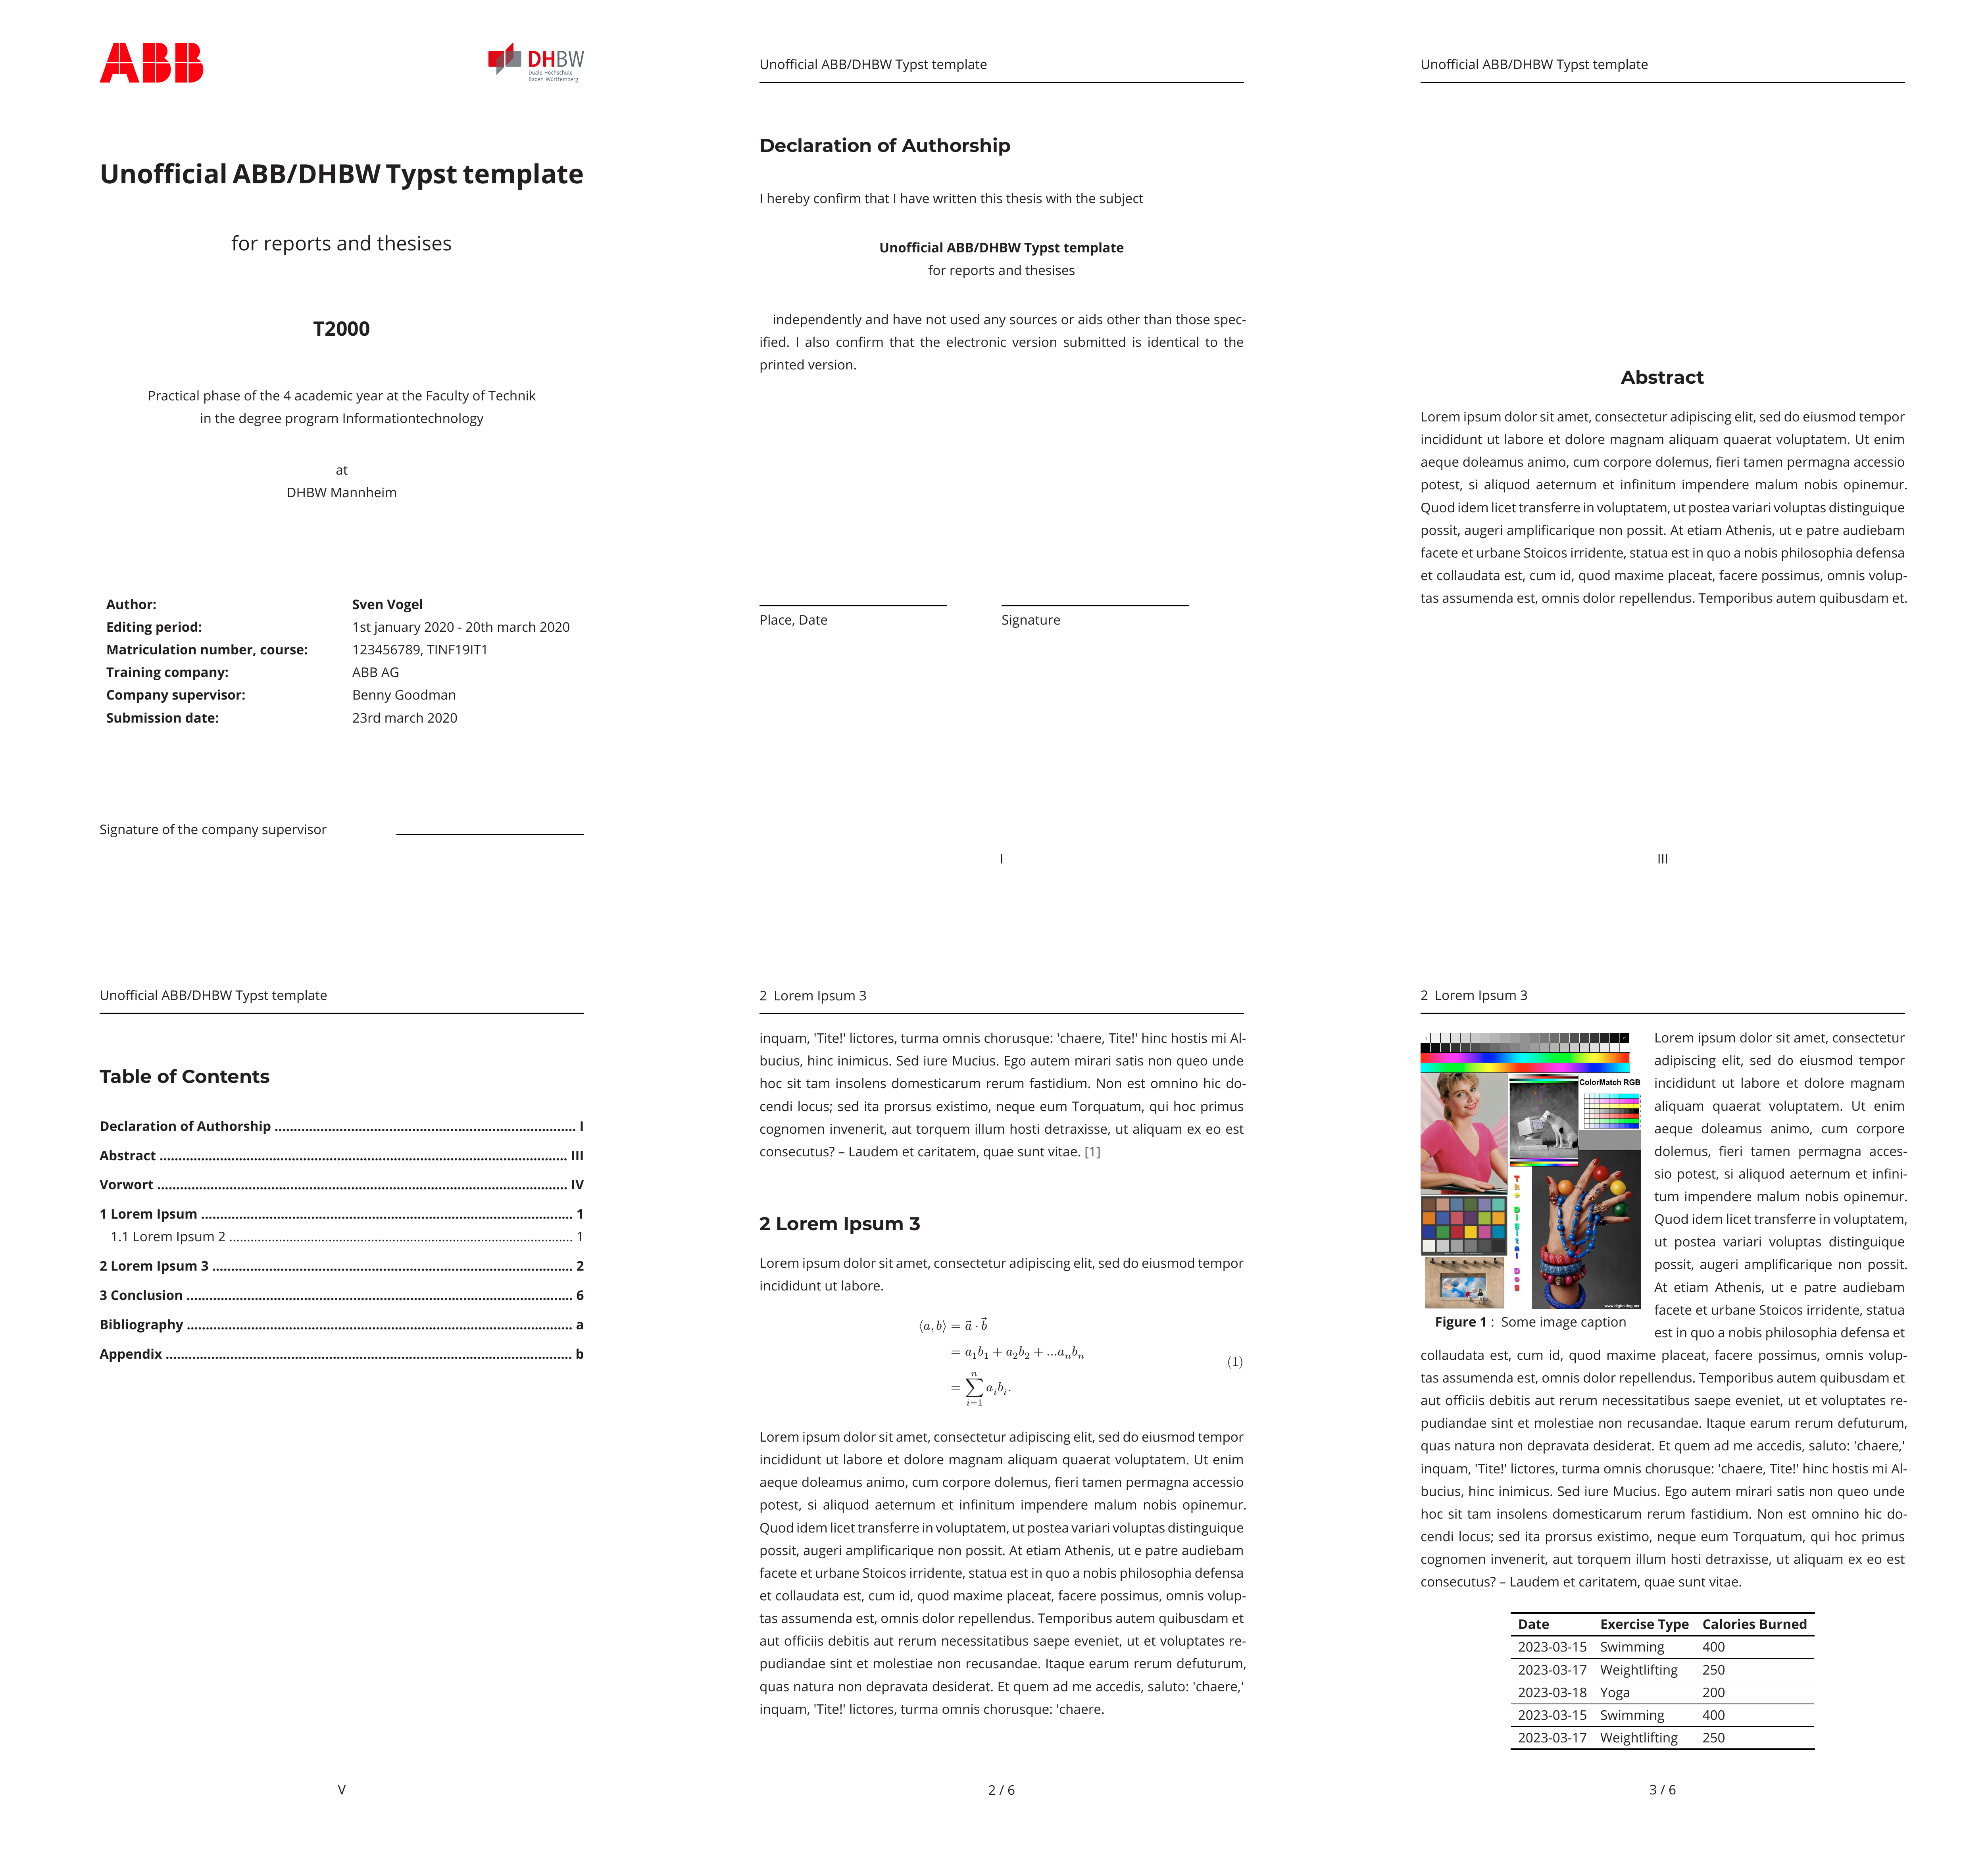 ABB
DHBW
Duale Hochschule
Baden-Württemberg
Unofficial ABB/DHBW Typst template
for reports and thesises
T2000
Practical phase of the 4 academic year at the Faculty of Technik
in the degree program Informationtechnology
at
DHBW Mannheim
Author: Sven Vogel
Editing period: 1st january 2020 - 20th march 2020
Matriculation number, course: 123456789, TINF19IT1
Training company: ABB AG
Company supervisor: Benny Goodman
Submission date: 23rd march 2020
Signature of the company supervisor
Unofficial ABB/DHBW Typst template
Declaration of Authorship
I hereby confirm that I have written this thesis with the subject
Unofficial ABB/DHBW Typst template
for reports and thesises
independently and have not used any sources or aids other than those spec-
ified. I also confirm that the electronic version submitted is identical to the
printed version.
Place, Date Signature
I
Unofficial ABB/DHBW Typst template
Abstract
Lorem ipsum dolor sit amet, consectetur adipiscing elit, sed do eiusmod tempor
incididunt ut labore et dolore magnam aliquam quaerat voluptatem. Ut enim
aeque doleamus animo, cum corpore dolemus, fieri tamen permagna accessio
potest, si aliquod aeternum et infinitum impendere malum nobis opinemur.
Quod idem licet transferre in voluptatem, ut postea variari voluptas distinguique
possit, augeri amplificarique non possit. At etiam Athenis, ut e patre audiebam
facete et urbane Stoicos irridente, statua est in quo a nobis philosophia defensa
et collaudata est, cum id, quod maxime placeat, facere possimus, omnis volup-
tas assumenda est, omnis dolor repellendus. Temporibus autem quibusdam et.
III
Unofficial ABB/DHBW Typst template
Table of Contents
Declaration of Authorship ........ I
Abstract ........ III
Vorwort ........ IV
1 Lorem Ipsum ........ 1
1.1 Lorem Ipsum 2 ........ 1
2 Lorem Ipsum 3 ........ 2
3 Conclusion ........ 6
Bibliography ........ a
Appendix ........ b
V
2 Lorem Ipsum 3
inquam, 'Tite!' lictores, turma omnis chorusque: 'chaere, Tite!' hinc hostis mi Al-
bucius, hinc inimicus. Sed iure Mucius. Ego autem mirari satis non queo unde
hoc sit tam insolens domesticarum rerum fastidium. Non est omnino hic do-
cendi locus; sed ita prorsus existimo, neque eum Torquatum, qui hoc primus
cognomen invenerit, aut torquem illum hosti detraxisse, ut aliquam ex eo est
consecutus? – Laudem et caritatem, quae sunt vitae. [1]
2 Lorem Ipsum 3
Lorem ipsum dolor sit amet, consectetur adipiscing elit, sed do eiusmod tempor
incididunt ut labore.
⟨a, b⟩ = a⃗ · b⃗
= a₁b₁ + a₂b₂ + ...aₙbₙ
= ∑ᵢ₌₁ⁿ aᵢbᵢ.
(1)
Lorem ipsum dolor sit amet, consectetur adipiscing elit, sed do eiusmod tempor
incididunt ut labore et dolore magnam aliquam quaerat voluptatem. Ut enim
aeque doleamus animo, cum corpore dolemus, fieri tamen permagna accessio
potest, si aliquod aeternum et infinitum impendere malum nobis opinemur.
Quod idem licet transferre in voluptatem, ut postea variari voluptas distinguique
possit, augeri amplificarique non possit. At etiam Athenis, ut e patre audiebam
facete et urbane Stoicos irridente, statua est in quo a nobis philosophia defensa
et collaudata est, cum id, quod maxime placeat, facere possimus, omnis volup-
tas assumenda est, omnis dolor repellendus. Temporibus autem quibusdam et
aut officiis debitis aut rerum necessitatibus saepe eveniet, ut et voluptates re-
pudiandae sint et molestiae non recusandae. Itaque earum rerum defuturum,
quas natura non depravata desiderat. Et quem ad me accedis, saluto: 'chaere,'
inquam, 'Tite!' lictores, turma omnis chorusque: 'chaere.
2 / 6
2 Lorem Ipsum 3
ColorMatch RGB
The Digital Dog
www.digitaldog.net
Figure 1 : Some image caption
Lorem ipsum dolor sit amet, consectetur
adipiscing elit, sed do eiusmod tempor
incididunt ut labore et dolore magnam
aliquam quaerat voluptatem. Ut enim
aeque doleamus animo, cum corpore
dolemus, fieri tamen permagna acces-
sio potest, si aliquod aeternum et infini-
tum impendere malum nobis opinemur.
Quod idem licet transferre in voluptatem,
ut postea variari voluptas distinguique
possit, augeri amplificarique non possit.
At etiam Athenis, ut e patre audiebam
facete et urbane Stoicos irridente, statua
est in quo a nobis philosophia defensa et
collaudata est, cum id, quod maxime placeat, facere possimus, omnis volup-
tas assumenda est, omnis dolor repellendus. Temporibus autem quibusdam et
aut officiis debitis aut rerum necessitatibus saepe eveniet, ut et voluptates re-
pudiandae sint et molestiae non recusandae. Itaque earum rerum defuturum,
quas natura non depravata desiderat. Et quem ad me accedis, saluto: 'chaere,'
inquam, 'Tite!' lictores, turma omnis chorusque: 'chaere, Tite!' hinc hostis mi Al-
bucius, hinc inimicus. Sed iure Mucius. Ego autem mirari satis non queo unde
hoc sit tam insolens domesticarum rerum fastidium. Non est omnino hic do-
cendi locus; sed ita prorsus existimo, neque eum Torquatum, qui hoc primus
cognomen invenerit, aut torquem illum hosti detraxisse, ut aliquam ex eo est
consecutus? – Laudem et caritatem, quae sunt vitae.
Date Exercise Type Calories Burned
2023-03-15 Swimming 400
2023-03-17 Weightlifting 250
2023-03-18 Yoga 200
2023-03-15 Swimming 400
2023-03-17 Weightlifting 250
3 / 6